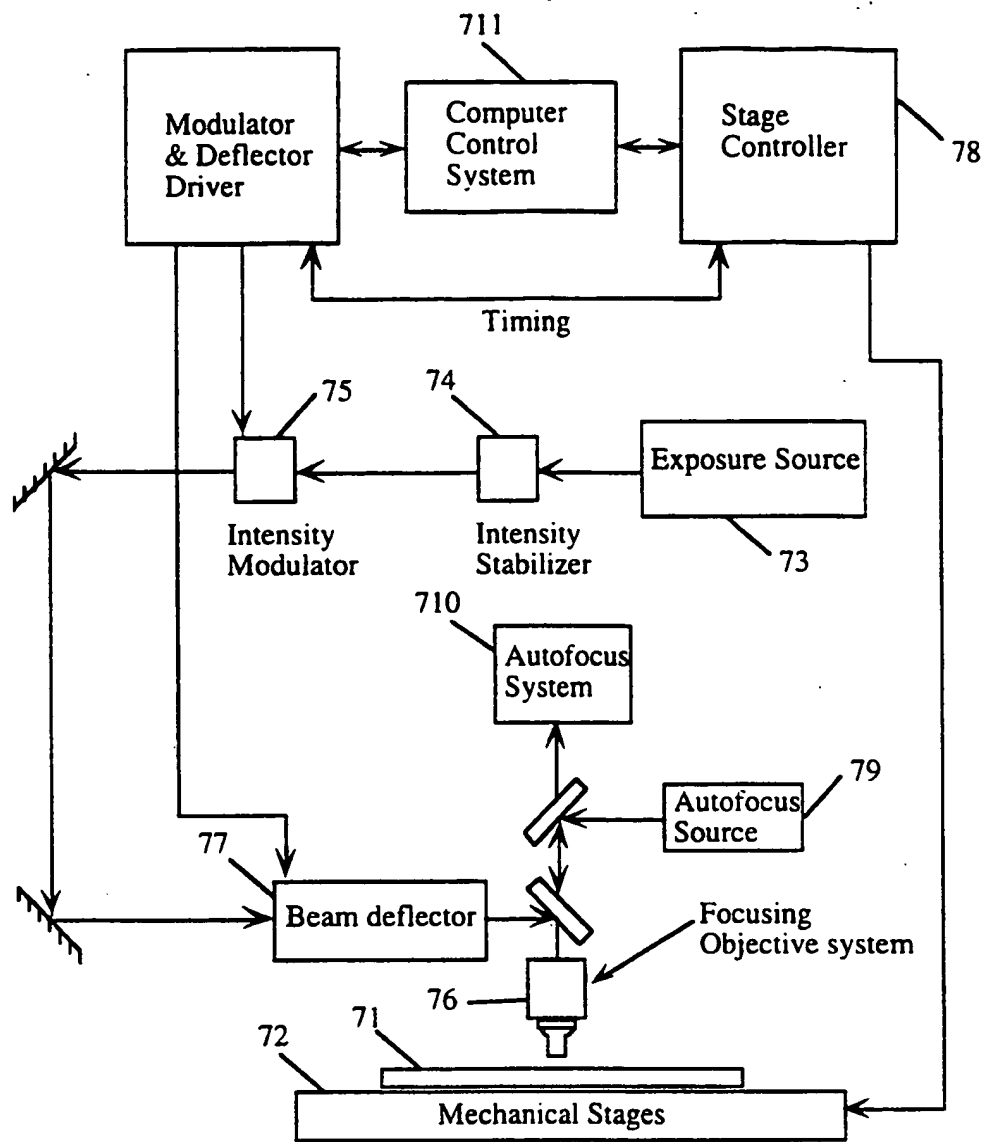 711
Modulator
& Deflector
Driver
Computer
Control
System
Stage
Controller
78
Timing
75
74
Exposure Source
Intensity
Modulator
Intensity
Stabilizer
73
710
Autofocus
System
79
Autofocus
Source
77
Beam deflector
Focusing
Objective system
76
71
72
Mechanical Stages